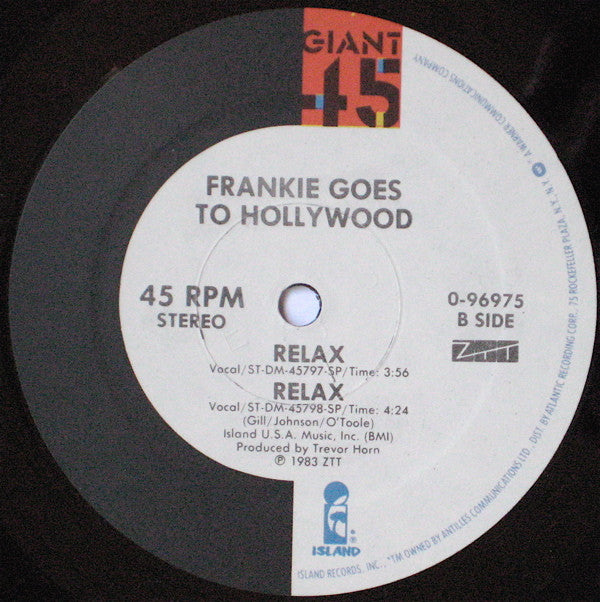 GIANT
45
FRANKIE GOES
TO HOLLYWOOD
45 RPM
STEREO
0-96975
B SIDE
ZTT
RELAX
Vocal/ST-DM-45797-SP/Time: 3:56
RELAX
Vocal/ST-DM-45798-SP/Time: 4:24
(Gill/Johnson/O'Toole)
Island U.S.A. Music, Inc. (BMI)
Produced by Trevor Horn
℗ 1983 ZTT
ISLAND®
ISLAND RECORDS, INC., *TM OWNED BY ANTILLES COMMUNICATIONS LTD., DIST. BY ATLANTIC RECORDING CORP., 75 ROCKEFELLER PLAZA, N.Y., N.Y. A WARNER COMMUNICATIONS COMPANY